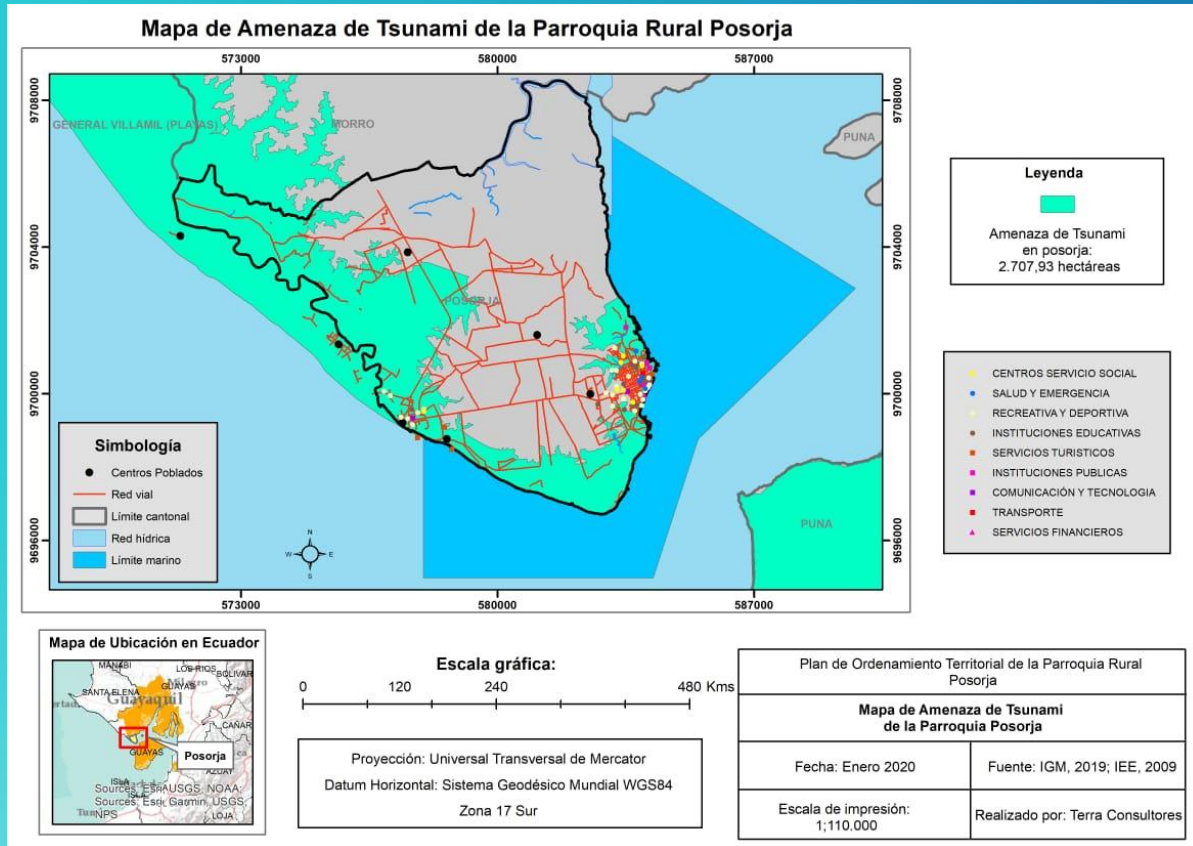 Mapa de Amenaza de Tsunami de la Parroquia Rural Posorja
573000
580000
587000
9708000
9708000
GENERAL VILLAMIL (PLAYAS)
MORRO
PUNA
9704000
9704000
POSORJA
9700000
9700000
PUNA
9696000
9696000
573000
580000
587000
Simbología
Centros Poblados
Red vial
Límite cantonal
Red hídrica
Límite marino
N
W
E
S
Leyenda
Amenaza de Tsunami
en posorja:
2.707,93 hectáreas
CENTROS SERVICIO SOCIAL
SALUD Y EMERGENCIA
RECREATIVA Y DEPORTIVA
INSTITUCIONES EDUCATIVAS
SERVICIOS TURISTICOS
INSTITUCIONES PUBLICAS
COMUNICACIÓN Y TECNOLOGIA
TRANSPORTE
SERVICIOS FINANCIEROS
Mapa de Ubicación en Ecuador
MANABI
LOS RIOS
BOLIVAR
GUAYAS
Milagro
SANTA ELENA
Guayaquil
CAÑAR
Posorja
GUAYAS
AZUAY
ISLA
Sources: Esri, USGS, NOAA;
ISLA
Sources: Esri, Garmin, USGS,
NPS
LOJA
Escala gráfica:
0
120
240
480 Kms
Proyección: Universal Transversal de Mercator
Datum Horizontal: Sistema Geodésico Mundial WGS84
Zona 17 Sur
Plan de Ordenamiento Territorial de la Parroquia Rural
Posorja
Mapa de Amenaza de Tsunami
de la Parroquia Posorja
Fecha: Enero 2020
Fuente: IGM, 2019; IEE, 2009
Escala de impresión:
1;110.000
Realizado por: Terra Consultores